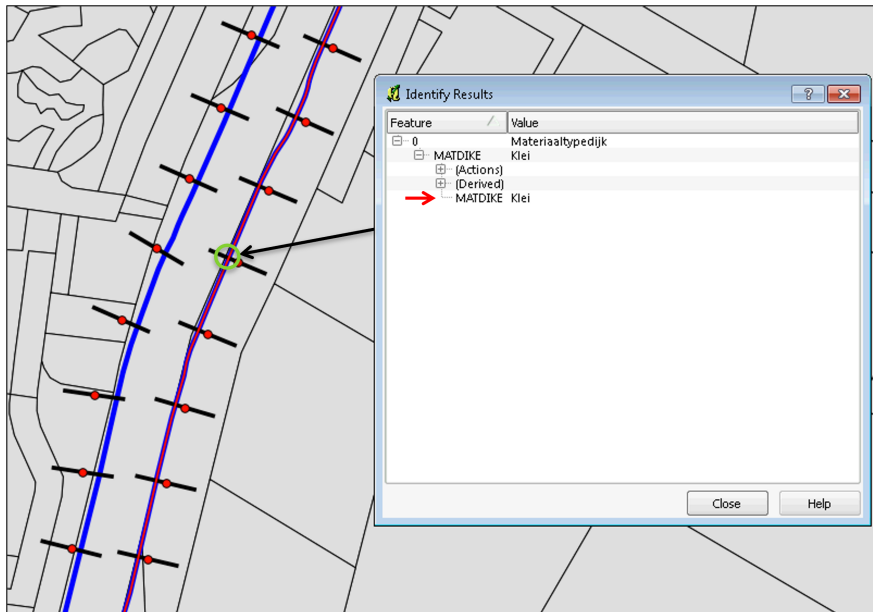 Identify Results
Feature Value
0 Materiaaltypedijk
MATDIKE Klei
(Actions)
(Derived)
MATDIKE Klei
Close Help